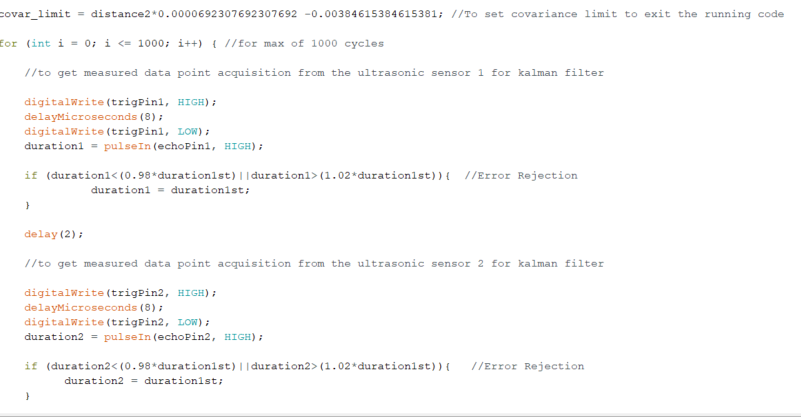 covar_limit = distance2*0.0000692307692307692 -0.00384615384615381; //To set covariance limit to exit the running code
for (int i = 0; i <= 1000; i++) { //for max of 1000 cycles
//to get measured data point acquisition from the ultrasonic sensor 1 for kalman filter
digitalWrite(trigPin1, HIGH);
delayMicroseconds(8);
digitalWrite(trigPin1, LOW);
duration1 = pulseIn(echoPin1, HIGH);
if (duration1<(0.98*duration1st)||duration1>(1.02*duration1st)){  //Error Rejection
duration1 = duration1st;
}
delay(2);
//to get measured data point acquisition from the ultrasonic sensor 2 for kalman filter
digitalWrite(trigPin2, HIGH);
delayMicroseconds(8);
digitalWrite(trigPin2, LOW);
duration2 = pulseIn(echoPin2, HIGH);
if (duration2<(0.98*duration1st)||duration2>(1.02*duration1st)){   //Error Rejection
duration2 = duration1st;
}